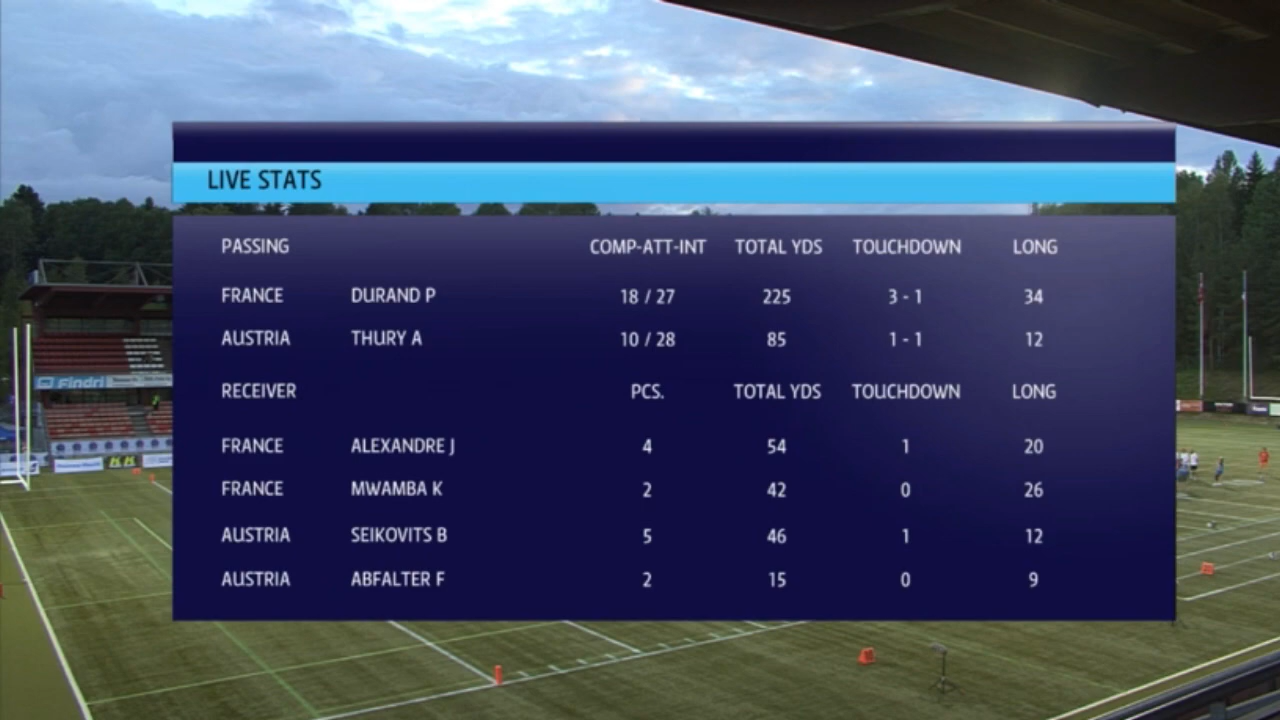 LIVE STATS
PASSING COMP-ATT-INT TOTAL YDS TOUCHDOWN LONG
FRANCE DURAND P 18 / 27 225 3 - 1 34
AUSTRIA THURY A 10 / 28 85 1 - 1 12
RECEIVER PCS. TOTAL YDS TOUCHDOWN LONG
FRANCE ALEXANDRE J 4 54 1 20
FRANCE MWAMBA K 2 42 0 26
AUSTRIA SEIKOVITS B 5 46 1 12
AUSTRIA ABFALTER F 2 15 0 9
Findri